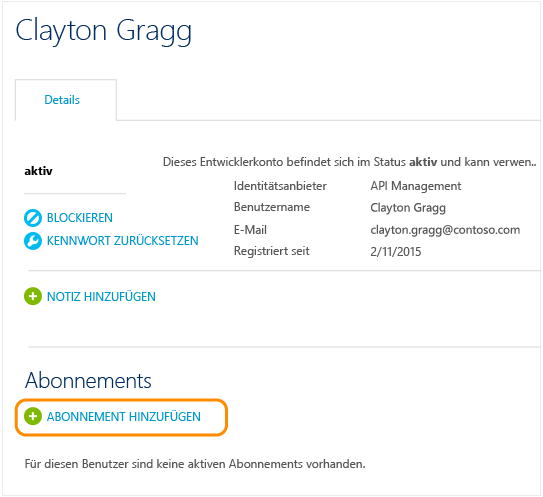 Clayton Gragg
Details
aktiv
Dieses Entwicklerkonto befindet sich im Status aktiv und kann verwen..
Identitätsanbieter API Management
Benutzername Clayton Gragg
E-Mail clayton.gragg@contoso.com
Registriert seit 2/11/2015
BLOCKIEREN
KENNWORT ZURÜCKSETZEN
NOTIZ HINZUFÜGEN
Abonnements
ABONNEMENT HINZUFÜGEN
Für diesen Benutzer sind keine aktiven Abonnements vorhanden.